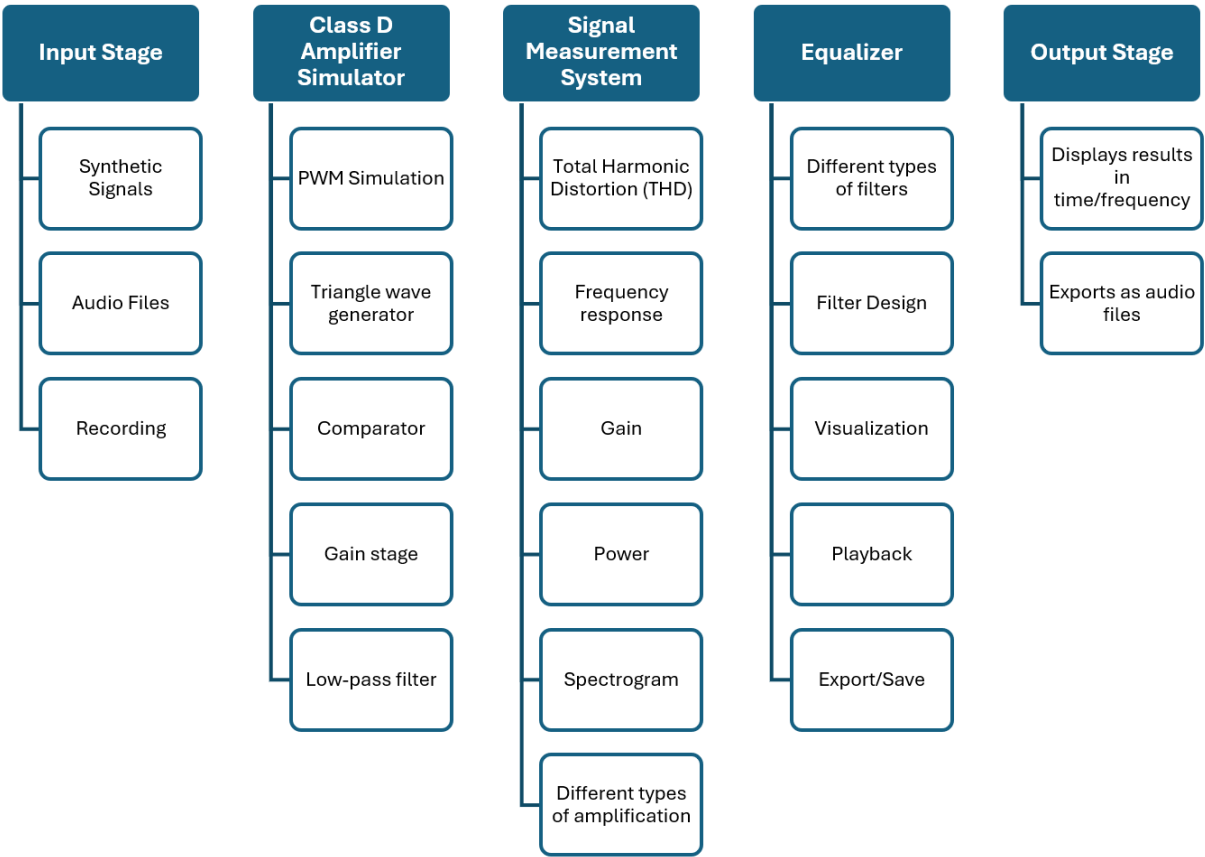 Input Stage
Synthetic
Signals
Audio Files
Recording
Class D
Amplifier
Simulator
PWM Simulation
Triangle wave
generator
Comparator
Gain stage
Low-pass filter
Signal
Measurement
System
Total Harmonic
Distortion (THD)
Frequency
response
Gain
Power
Spectrogram
Different types
of amplification
Equalizer
Different types
of filters
Filter Design
Visualization
Playback
Export/Save
Output Stage
Displays results
in
time/frequency
Exports as audio
files